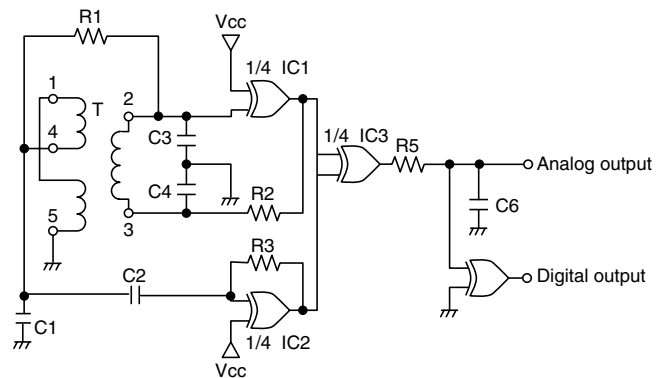 R1
Vcc
1/4 IC1
1
T
2
4
C3
1/4 IC3
R5
Analog output
C4
R2
C6
5
3
R3
C2
Digital output
C1
1/4 IC2
Vcc